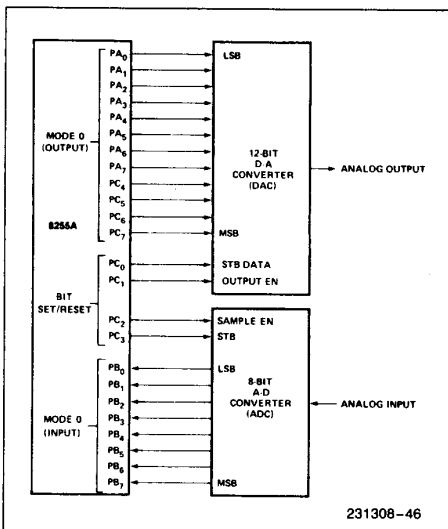 PA0
PA1
PA2
PA3
PA4
PA5
PA6
PA7
PC4
PC5
PC6
PC7
MODE 0
(OUTPUT)
8255A
PC0
PC1
PC2
PC3
BIT
SET/RESET
PB0
PB1
PB2
PB3
PB4
PB5
PB6
PB7
MODE 0
(INPUT)
LSB
12-BIT
D-A
CONVERTER
(DAC)
MSB
STB DATA
OUTPUT EN
ANALOG OUTPUT
SAMPLE EN
STB
LSB
8-BIT
A-D
CONVERTER
(ADC)
MSB
ANALOG INPUT
231308-46